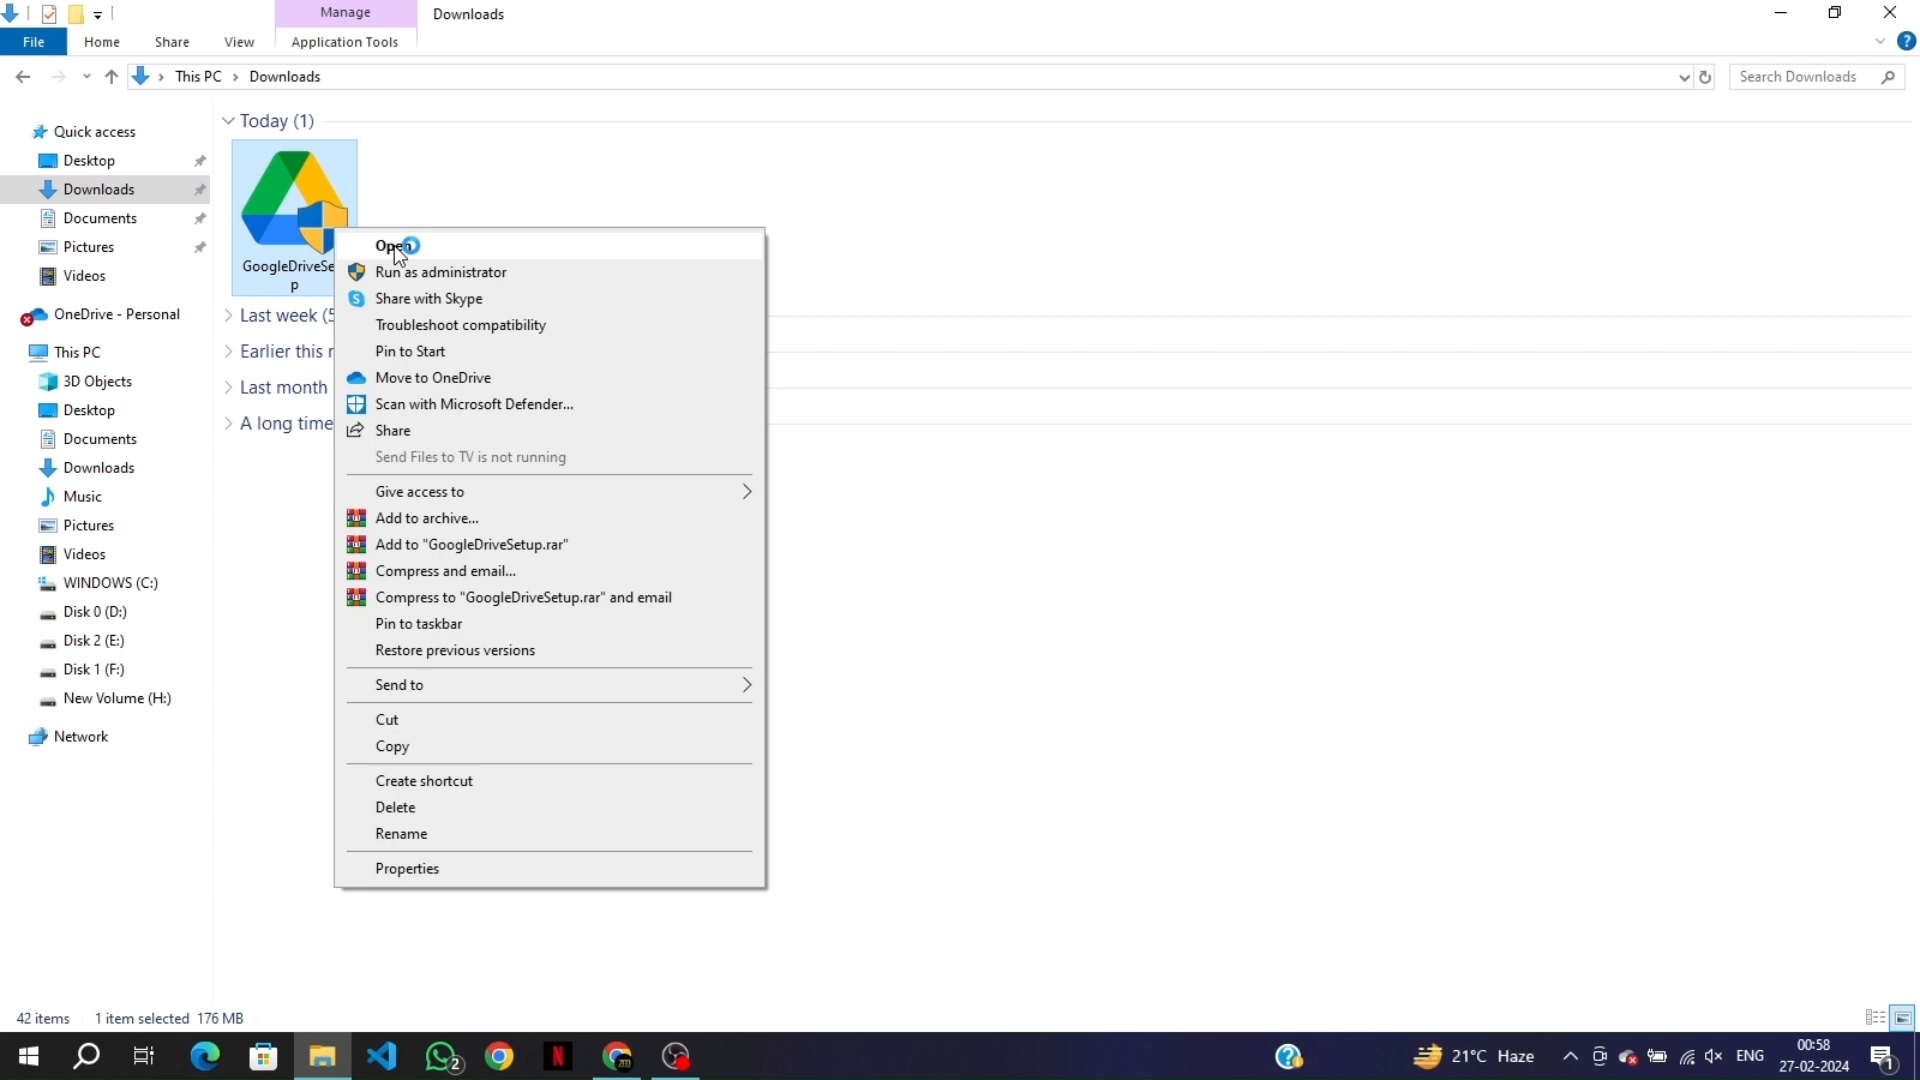 Manage
Downloads
File
Home
Share
View
Application Tools
This PC
Downloads
Search Downloads
Quick access
Desktop
Downloads
Documents
Pictures
Videos
OneDrive - Personal
This PC
3D Objects
Desktop
Documents
Downloads
Music
Pictures
Videos
WINDOWS (C:)
Disk 0 (D:)
Disk 2 (E:)
Disk 1 (F:)
New Volume (H:)
Network
Today (1)
GoogleDriveSe
p
Last week (5
Earlier this
Last month
A long time
Open
Run as administrator
Share with Skype
Troubleshoot compatibility
Pin to Start
Move to OneDrive
Scan with Microsoft Defender...
Share
Send Files to TV is not running
Give access to
Add to archive...
Add to "GoogleDriveSetup.rar"
Compress and email...
Compress to "GoogleDriveSetup.rar" and email
Pin to taskbar
Restore previous versions
Send to
Cut
Copy
Create shortcut
Delete
Rename
Properties
42 items
1 item selected 176 MB
2
N
21°C Haze
ENG
00:58
27-02-2024
1